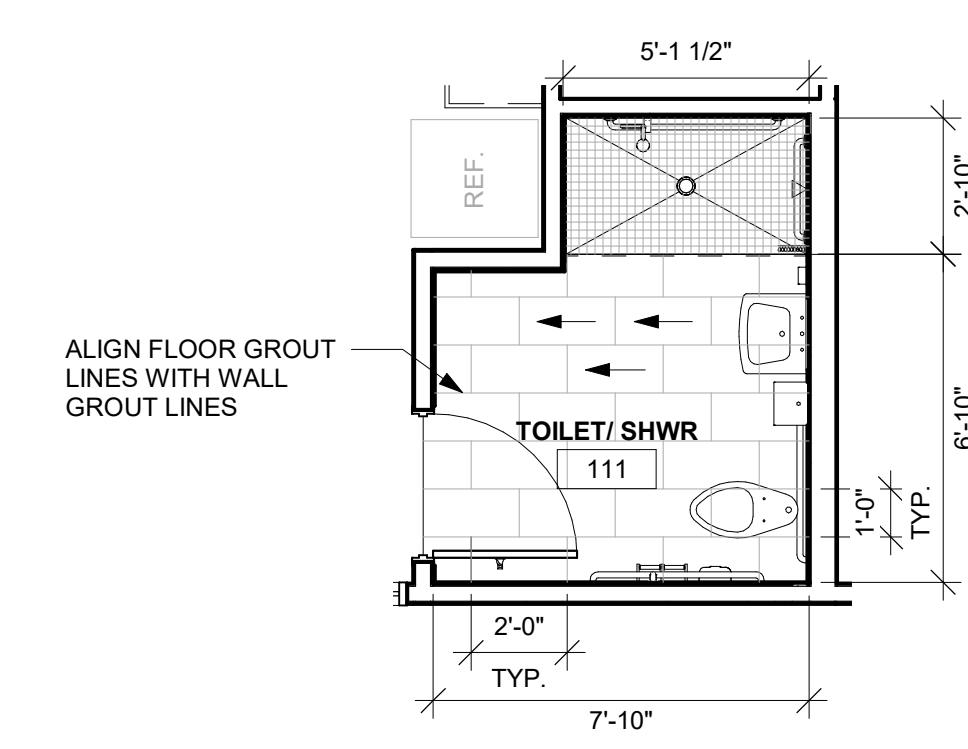 5'-1 1/2"
REF.
2'-10"
ALIGN FLOOR GROUT
LINES WITH WALL
GROUT LINES
TOILET/ SHWR
111
6'-10"
1'-0"
TYP.
2'-0"
TYP.
7'-10"